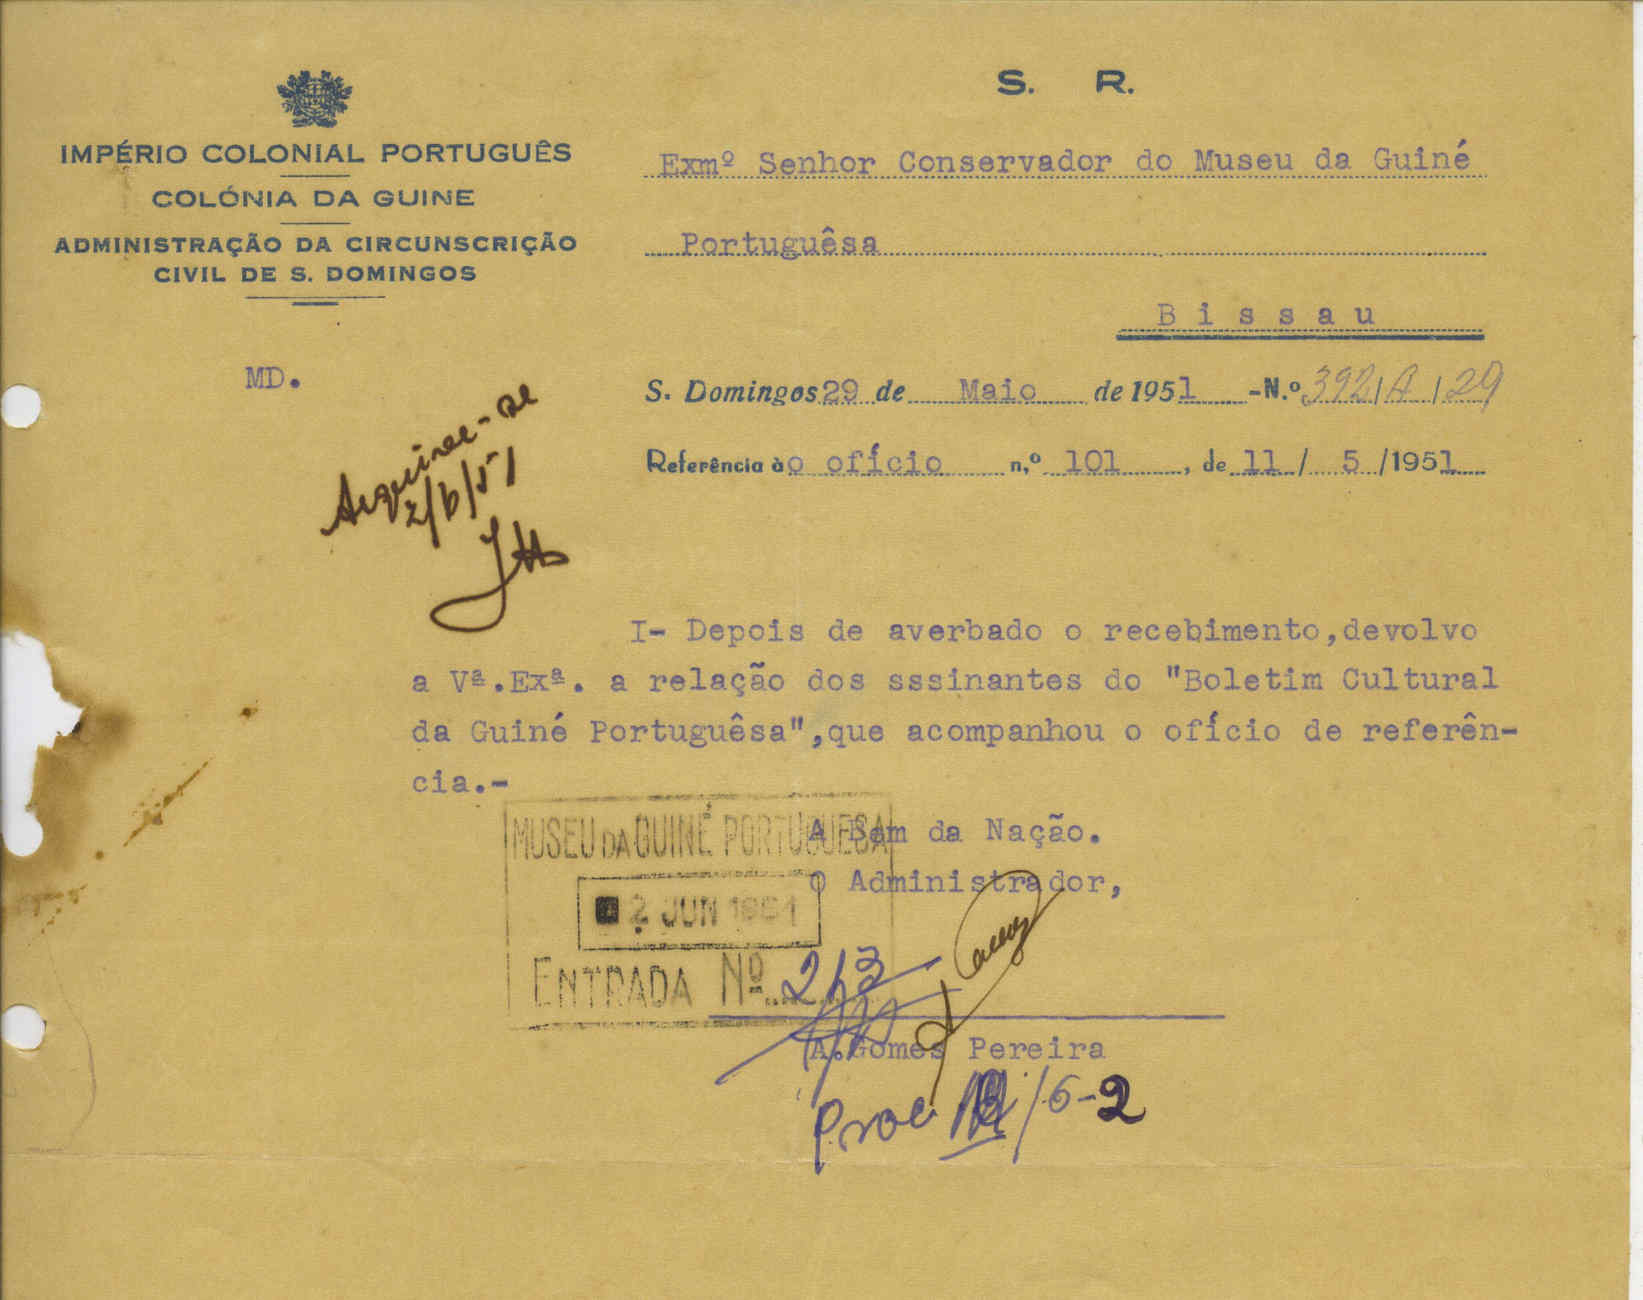 S. R.
IMPÉRIO COLONIAL PORTUGUÊS
COLÓNIA DA GUINE
ADMINISTRAÇÃO DA CIRCUNSCRIÇÃO
CIVIL DE S. DOMINGOS
Exmº Senhor Conservador do Museu da Guiné
Portuguêsa
Bissau
MD.
S. Domingos 29 de Maio de 1951 -N.º 392/A/29
Referência ào ofício n,º 101, de 11/ 5 /1951
Arquive-se
2/6/51
I- Depois de averbado o recebimento,devolvo
a Vª.Exª. a relação dos sssinantes do "Boletim Cultural
da Guiné Portuguêsa",que acompanhou o ofício de referên-
cia.-
A Bem da Nação.
O Administrador,
MUSEU DA GUINÉ PORTUGUESA
2 JUN 1951
ENTRADA Nº 213
A.Gomes Pereira
Proc /6-2